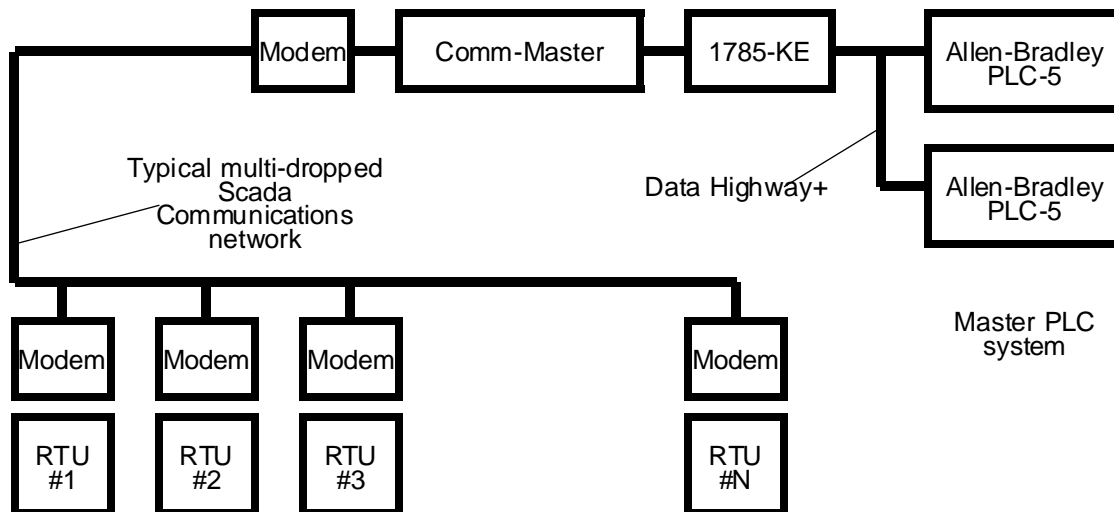 Modem
Comm-Master
1785-KE
Allen-Bradley
PLC-5
Typical multi-dropped
Scada
Communications
network
Data Highway+
Allen-Bradley
PLC-5
Master PLC
system
Modem
Modem
Modem
Modem
RTU
#1
RTU
#2
RTU
#3
RTU
#N